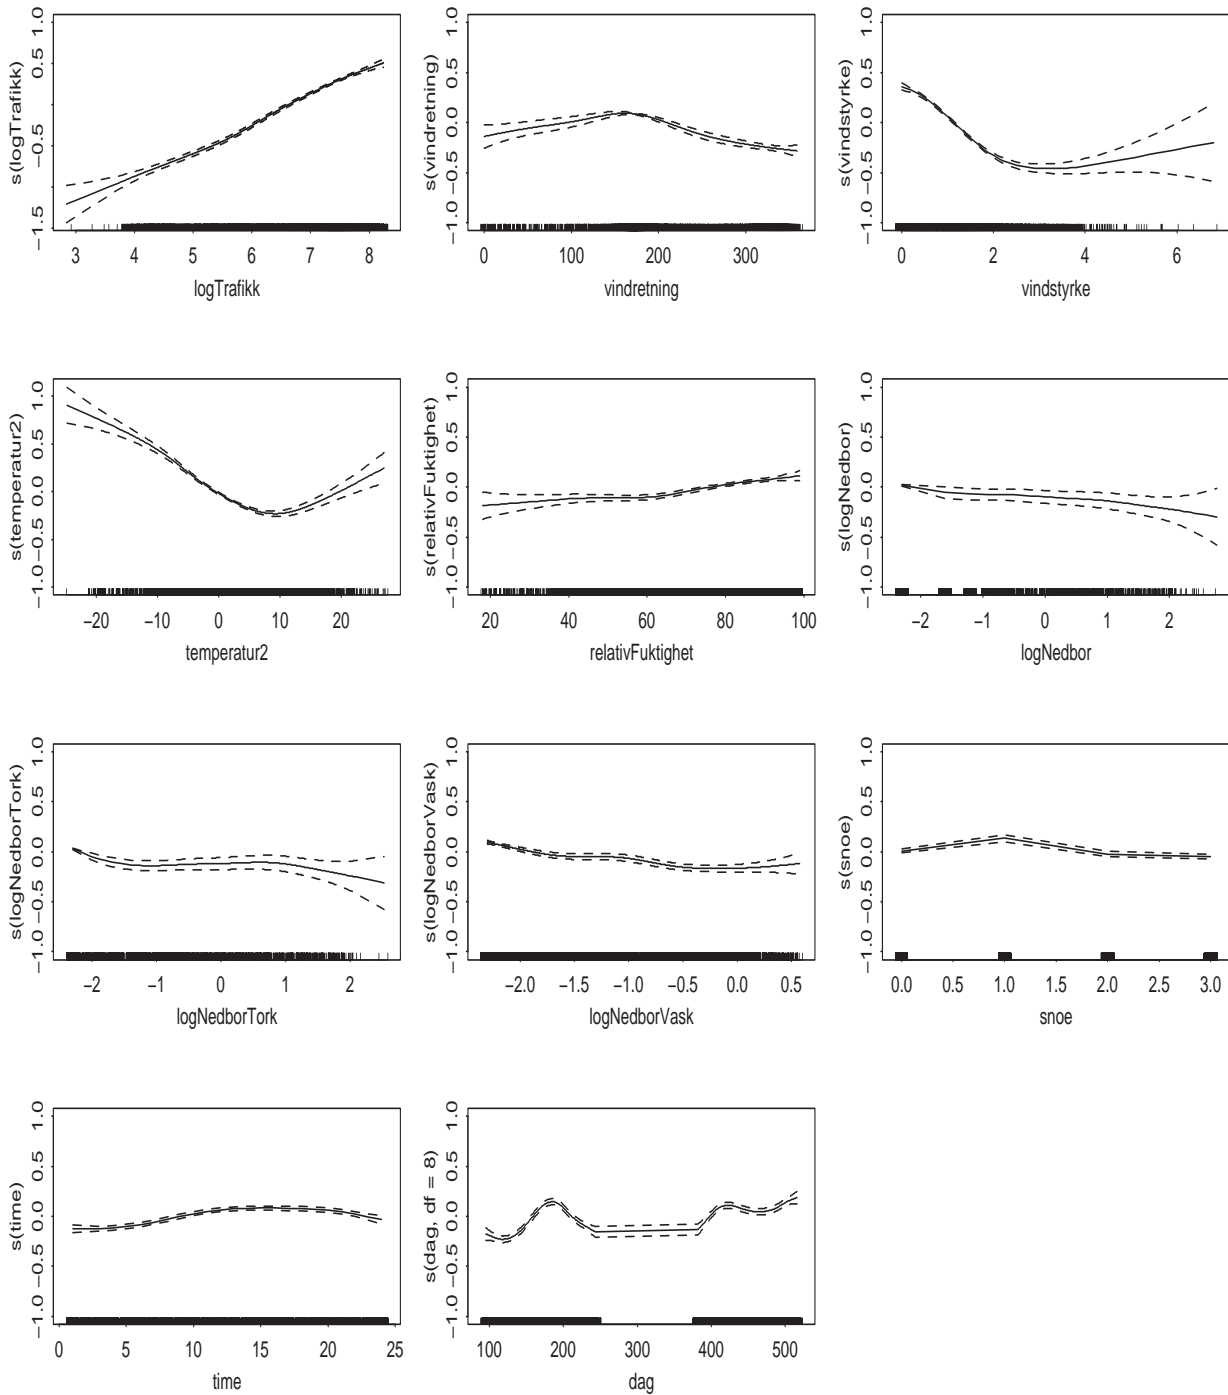 s(logTrafikk)
−1.5 −0.5 0.5 1.0
3 4 5 6 7 8
logTrafikk
s(vindretning)
−1.0 −0.5 0.0 0.5 1.0
0 100 200 300
vindretning
s(vindstyrke)
−1.0 −0.5 0.0 0.5 1.0
0 2 4 6
vindstyrke
s(temperatur2)
−1.0 −0.5 0.0 0.5 1.0
−20 −10 0 10 20
temperatur2
s(relativFuktighet)
−1.0 −0.5 0.0 0.5 1.0
20 40 60 80 100
relativFuktighet
s(logNedbor)
−1.0 −0.5 0.0 0.5 1.0
−2 −1 0 1 2
logNedbor
s(logNedborTork)
−1.0 −0.5 0.0 0.5 1.0
−2 −1 0 1 2
logNedborTork
s(logNedborVask)
−1.0 −0.5 0.0 0.5 1.0
−2.0 −1.5 −1.0 −0.5 0.0 0.5
logNedborVask
s(snoe)
−1.0 −0.5 0.0 0.5 1.0
0.0 0.5 1.0 1.5 2.0 2.5 3.0
snoe
s(time)
−1.0 −0.5 0.0 0.5 1.0
0 5 10 15 20 25
time
s(dag, df = 8)
−1.0 −0.5 0.0 0.5 1.0
100 200 300 400 500
dag